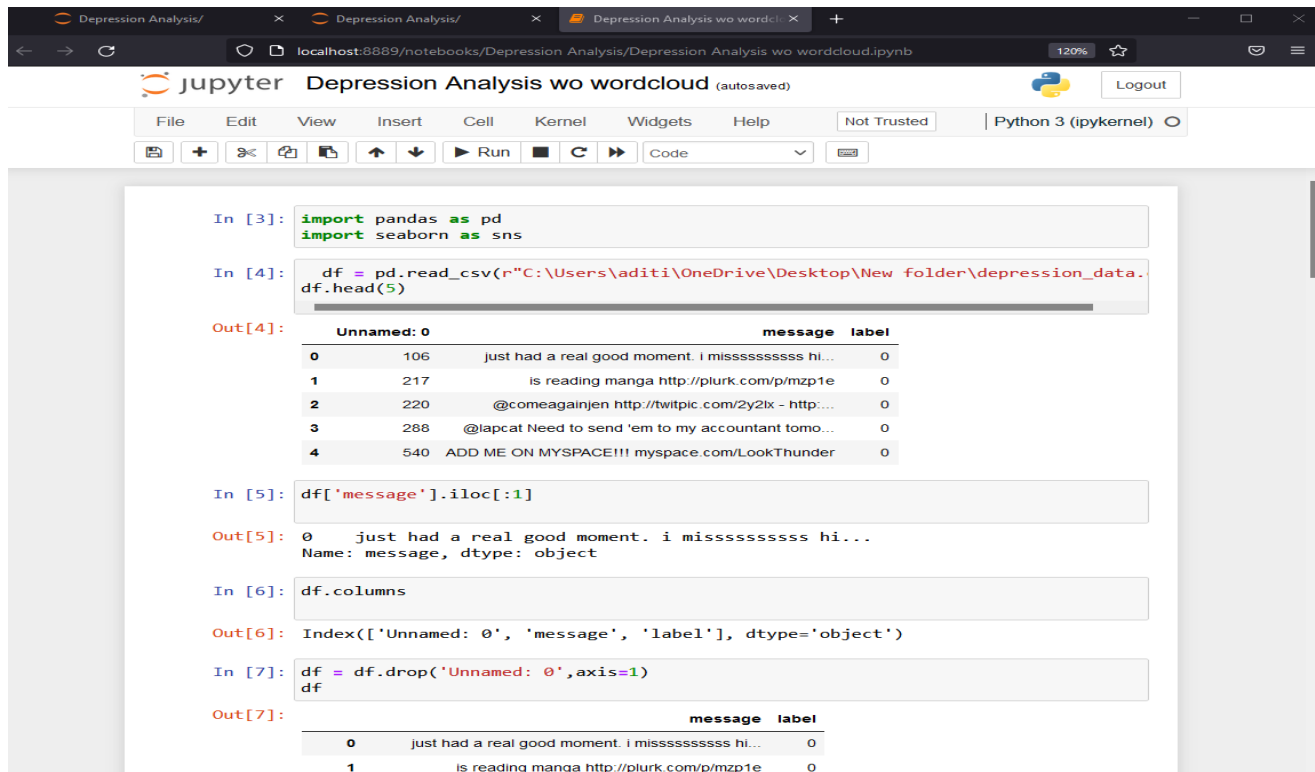 Depression Analysis/ Depression Analysis/ Depression Analysis wo wordclo
localhost:8889/notebooks/Depression Analysis/Depression Analysis wo wordcloud.ipynb 120%
jupyter Depression Analysis wo wordcloud (autosaved) Logout
File Edit View Insert Cell Kernel Widgets Help Not Trusted Python 3 (ipykernel)
Run Code
In [3]: import pandas as pd
import seaborn as sns
In [4]: df = pd.read_csv(r"C:\Users\aditi\OneDrive\Desktop\New folder\depression_data.
df.head(5)
Out[4]: Unnamed: 0 message label
0 106 just had a real good moment. i missssssssss hi... 0
1 217 is reading manga http://plurk.com/p/mzp1e 0
2 220 @comeagainjen http://twitpic.com/2y2lx - http:... 0
3 288 @lapcat Need to send 'em to my accountant tomo... 0
4 540 ADD ME ON MYSPACE!!! myspace.com/LookThunder 0
In [5]: df['message'].iloc[:1]
Out[5]: 0 just had a real good moment. i missssssssss hi...
Name: message, dtype: object
In [6]: df.columns
Out[6]: Index(['Unnamed: 0', 'message', 'label'], dtype='object')
In [7]: df = df.drop('Unnamed: 0',axis=1)
df
Out[7]: message label
0 just had a real good moment. i missssssssss hi... 0
1 is reading manga http://plurk.com/p/mzp1e 0